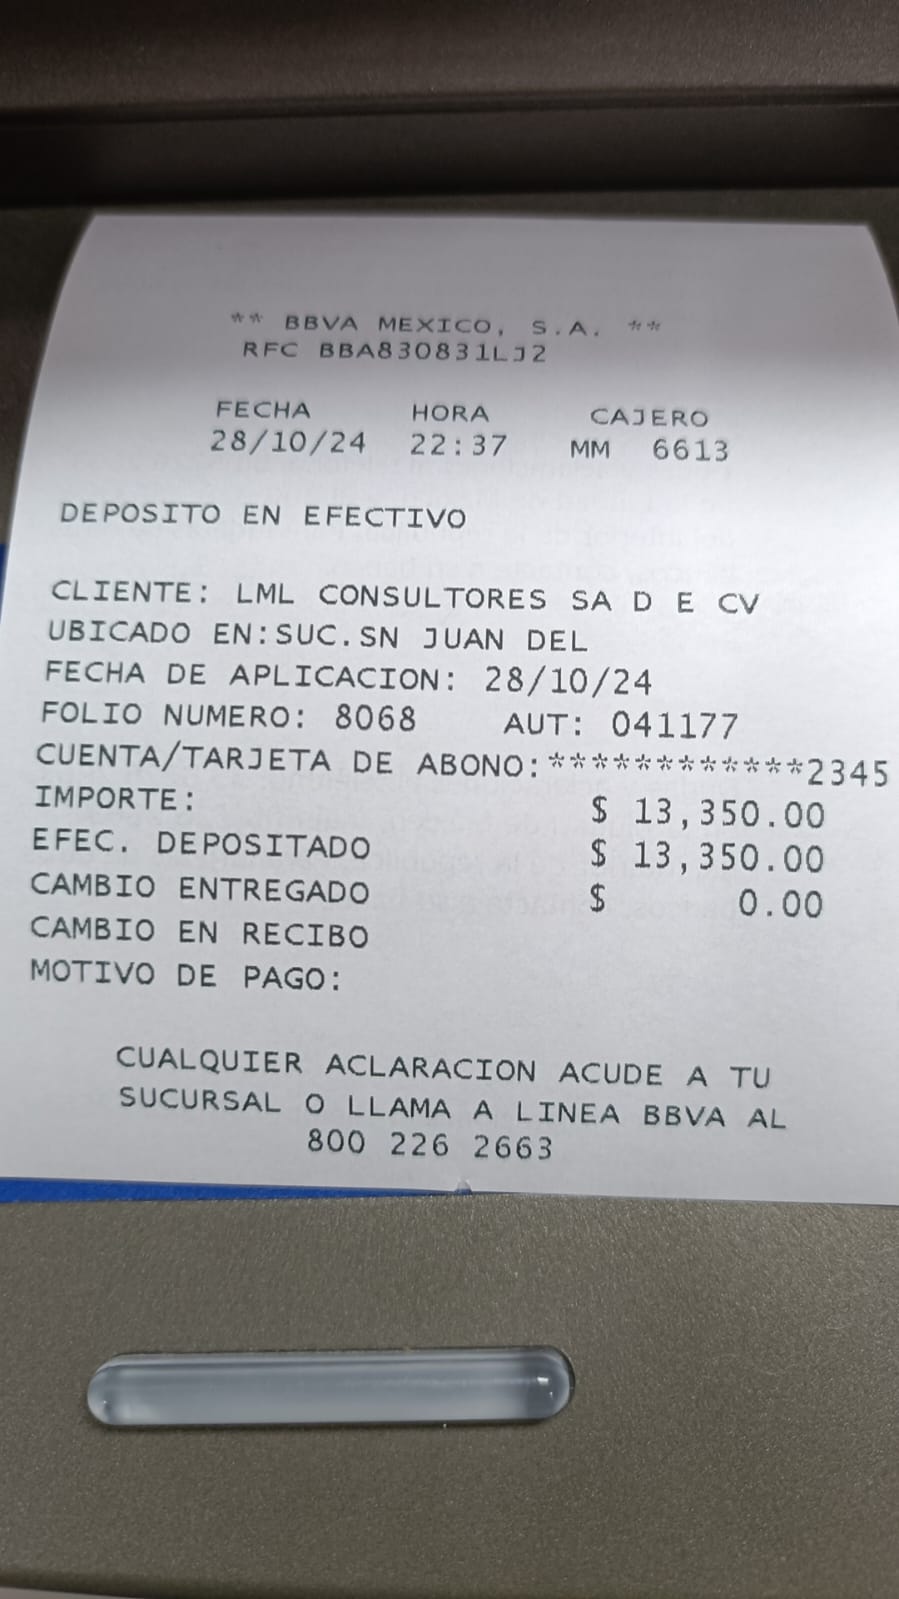 ** BBVA MEXICO, S.A. **
RFC BBA830831LJ2
FECHA HORA CAJERO
28/10/24 22:37 MM 6613
DEPOSITO EN EFECTIVO
CLIENTE: LML CONSULTORES SA D E CV
UBICADO EN:SUC.SN JUAN DEL
FECHA DE APLICACION: 28/10/24
FOLIO NUMERO: 8068 AUT: 041177
CUENTA/TARJETA DE ABONO:************2345
IMPORTE: $ 13,350.00
EFEC. DEPOSITADO $ 13,350.00
CAMBIO ENTREGADO $ 0.00
CAMBIO EN RECIBO
MOTIVO DE PAGO:
CUALQUIER ACLARACION ACUDE A TU
SUCURSAL O LLAMA A LINEA BBVA AL
800 226 2663